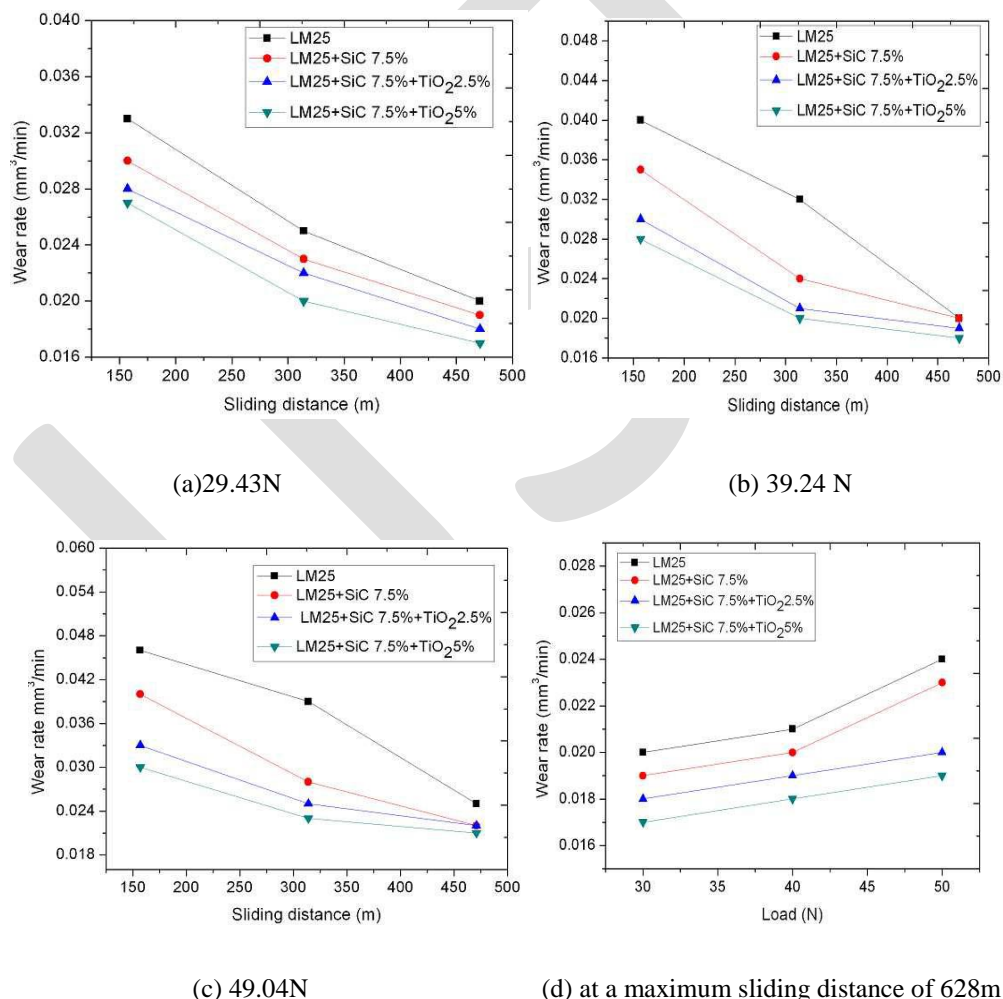 0.040
0.036
0.032
0.028
0.024
0.020
0.016
150 200 250 300 350 400 450 500
Wear rate (mm³/min)
Sliding distance (m)
LM25
LM25+SiC 7.5%
LM25+SiC 7.5%+TiO₂2.5%
LM25+SiC 7.5%+TiO₂5%
(a)29.43N
0.048
0.044
0.040
0.036
0.032
0.028
0.024
0.020
0.016
150 200 250 300 350 400 450 500
Wear rate (mm³/min)
Sliding distance (m)
LM25
LM25+SiC 7.5%
LM25+SiC 7.5%+TiO₂2.5%
LM25+SiC 7.5%+TiO₂5%
(b) 39.24 N
0.060
0.054
0.048
0.042
0.036
0.030
0.024
0.018
150 200 250 300 350 400 450 500
Wear rate mm³/min
Sliding distance (m)
LM25
LM25+SiC 7.5%
LM25+SiC 7.5%+TiO₂2.5%
LM25+SiC 7.5%+TiO₂5%
(c) 49.04N
0.028
0.026
0.024
0.022
0.020
0.018
0.016
30 35 40 45 50
Wear rate (mm³/min)
Load (N)
LM25
LM25+SiC 7.5%
LM25+SiC 7.5%+TiO₂2.5%
LM25+SiC 7.5%+TiO₂5%
(d) at a maximum sliding distance of 628m